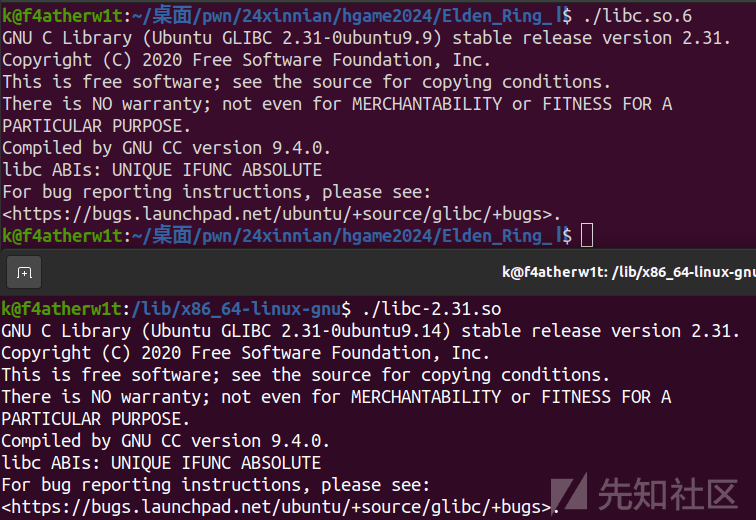 k@f4atherw1t:~/桌面/pwn/24xinnian/hgame2024/Elden_Ring_Ⅰ$ ./libc.so.6
GNU C Library (Ubuntu GLIBC 2.31-0ubuntu9.9) stable release version 2.31.
Copyright (C) 2020 Free Software Foundation, Inc.
This is free software; see the source for copying conditions.
There is NO warranty; not even for MERCHANTABILITY or FITNESS FOR A
PARTICULAR PURPOSE.
Compiled by GNU CC version 9.4.0.
libc ABIs: UNIQUE IFUNC ABSOLUTE
For bug reporting instructions, please see:
<https://bugs.launchpad.net/ubuntu/+source/glibc/+bugs>.
k@f4atherw1t:~/桌面/pwn/24xinnian/hgame2024/Elden_Ring_Ⅰ$
k@f4atherw1t: /lib/x86_64-linux-gnu
k@f4atherw1t:/lib/x86_64-linux-gnu$ ./libc-2.31.so
GNU C Library (Ubuntu GLIBC 2.31-0ubuntu9.14) stable release version 2.31.
Copyright (C) 2020 Free Software Foundation, Inc.
This is free software; see the source for copying conditions.
There is NO warranty; not even for MERCHANTABILITY or FITNESS FOR A
PARTICULAR PURPOSE.
Compiled by GNU CC version 9.4.0.
libc ABIs: UNIQUE IFUNC ABSOLUTE
For bug reporting instructions, please see:
<https://bugs.launchpad.net/ubuntu/+source/glibc/+bugs>.
先知社区